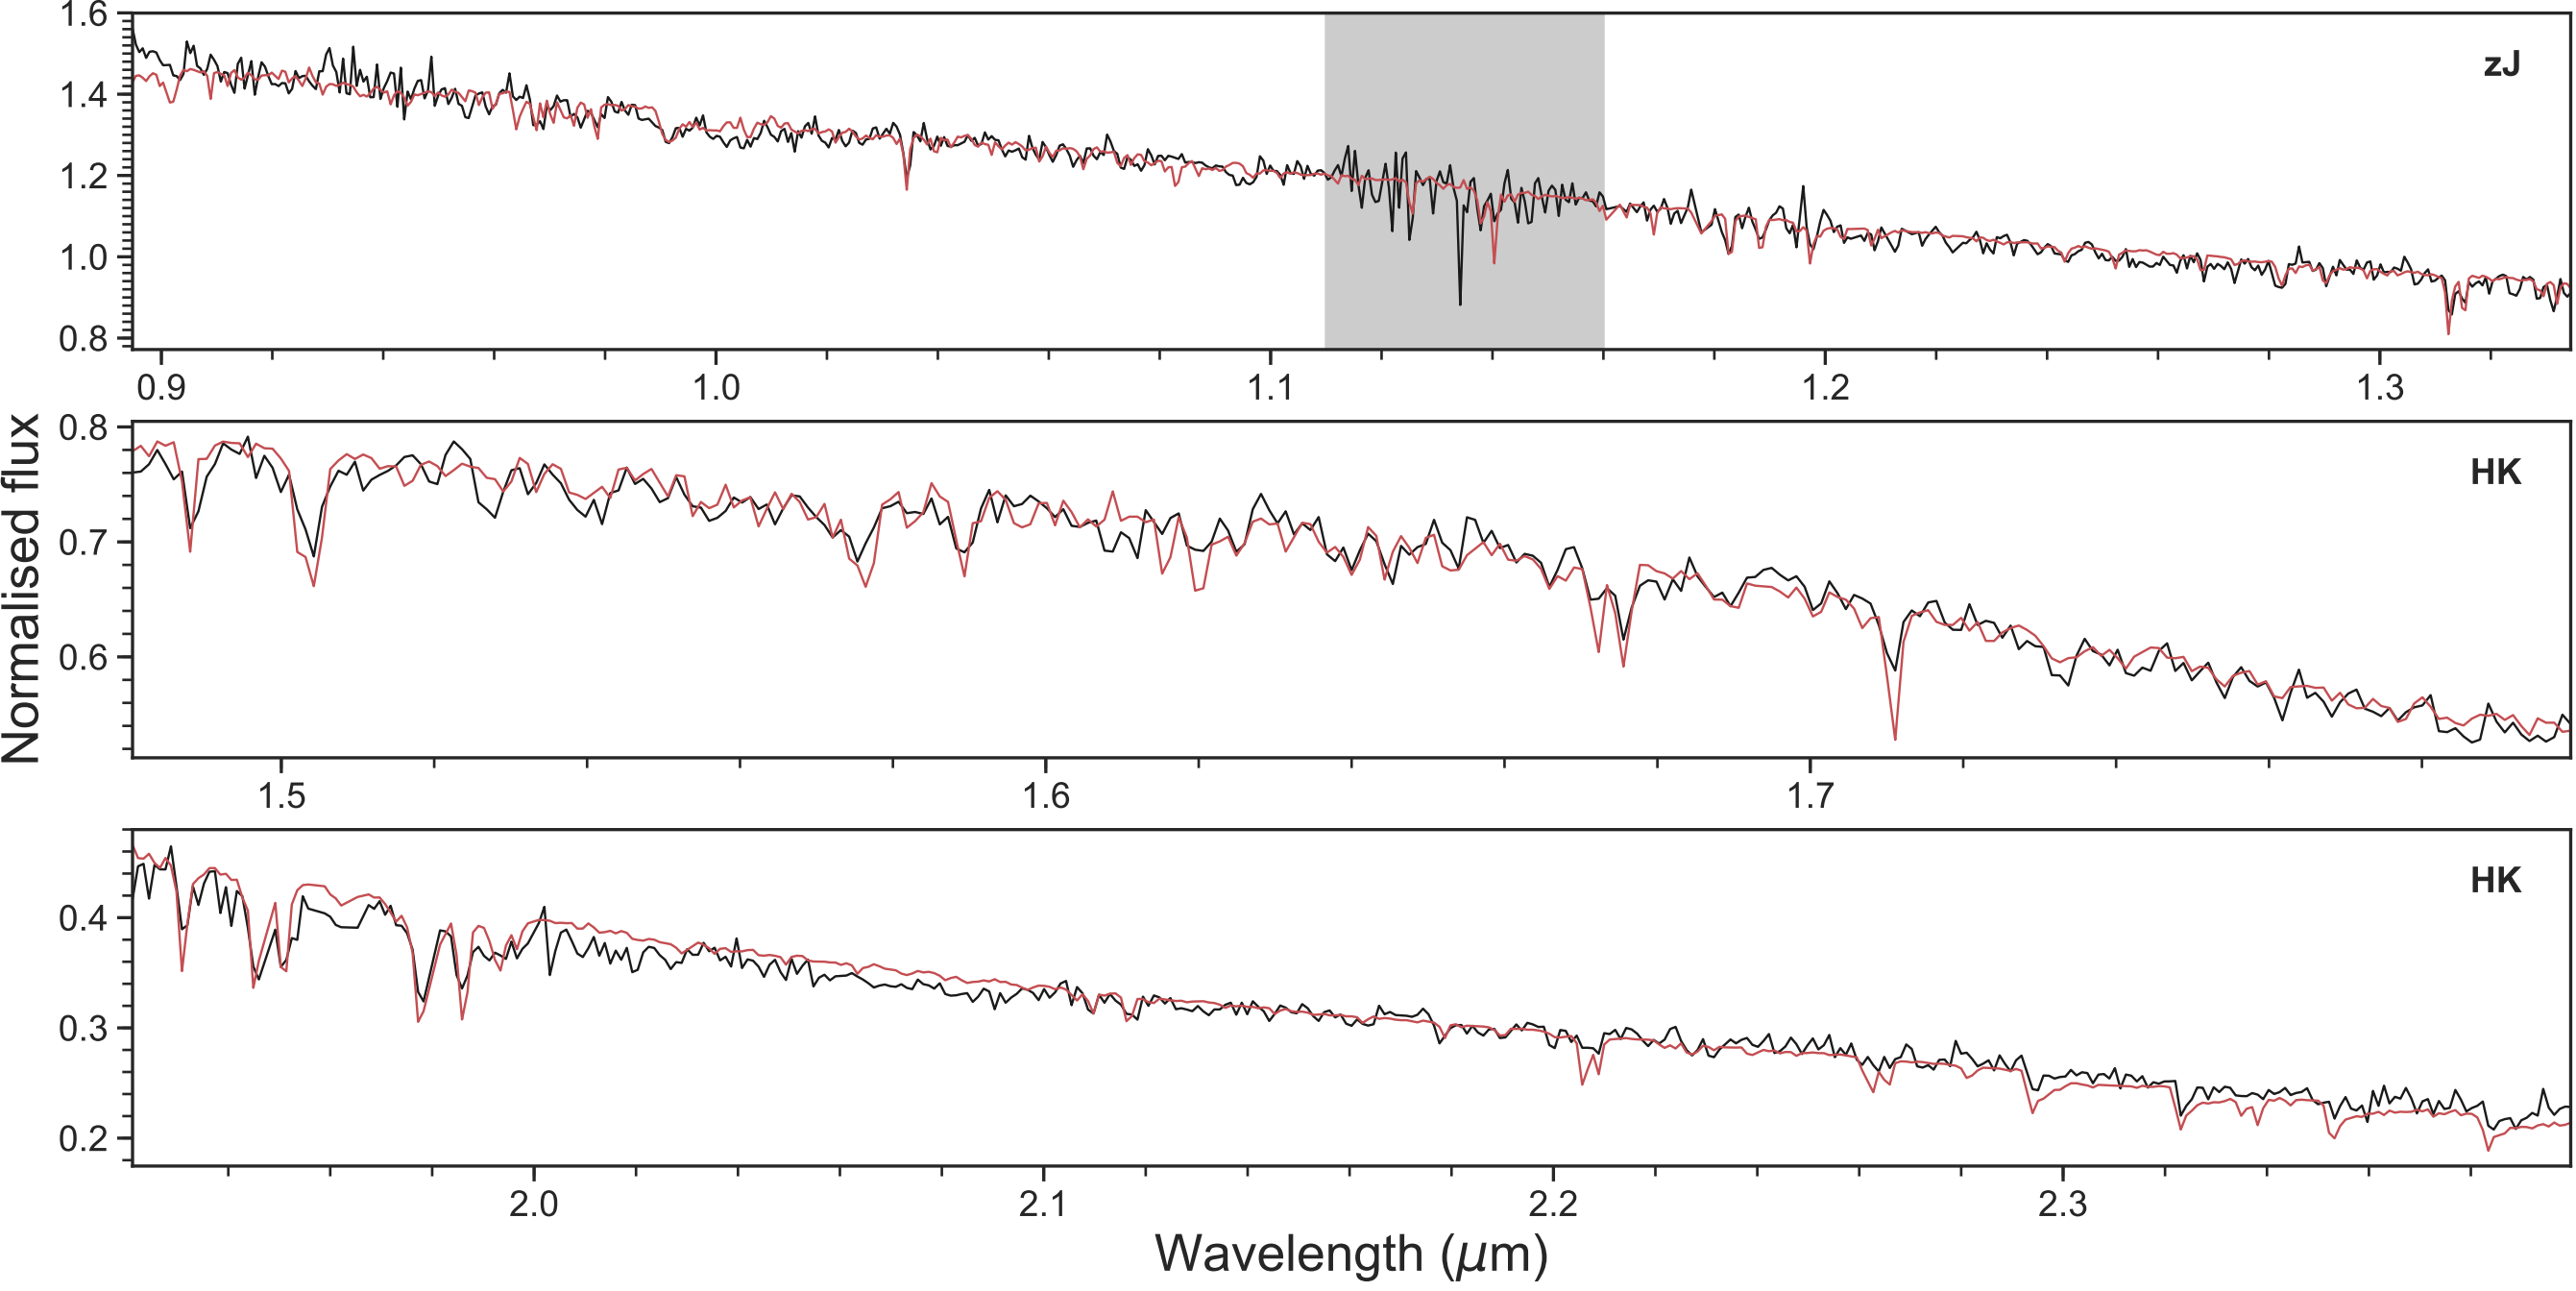 1.6
zJ
1.4
1.2
1.0
0.8
0.9 1.0 1.1 1.2 1.3
Normalised flux
0.8
HK
0.7
0.6
1.5 1.6 1.7
HK
0.4
0.3
0.2
2.0 2.1 2.2 2.3
Wavelength (μm)